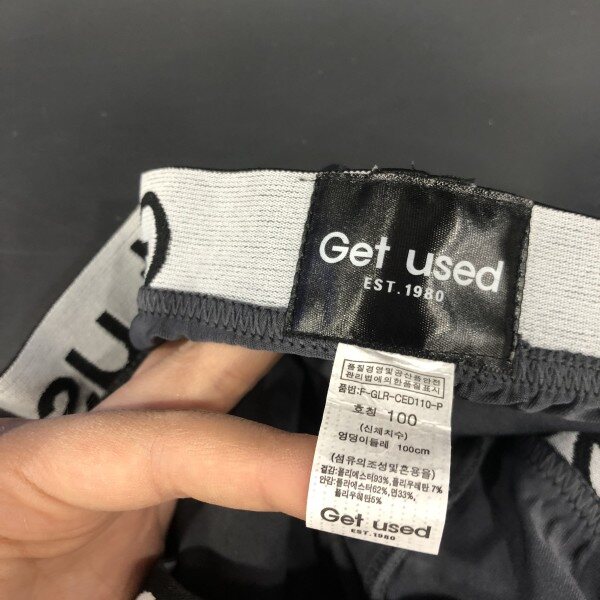 Get used
EST.1980
품질경영및공산품안전
관리법에의한품질표시
품번:F-GLR-CED110-P
호칭 100
(신체치수)
엉덩이둘레 100cm
(섬유의조성및혼용율)
겉감:폴리에스터93%,폴리우레탄 7%
안감:폴리에스터62%,면33%,
폴리우레탄5%
Get used
EST.1980